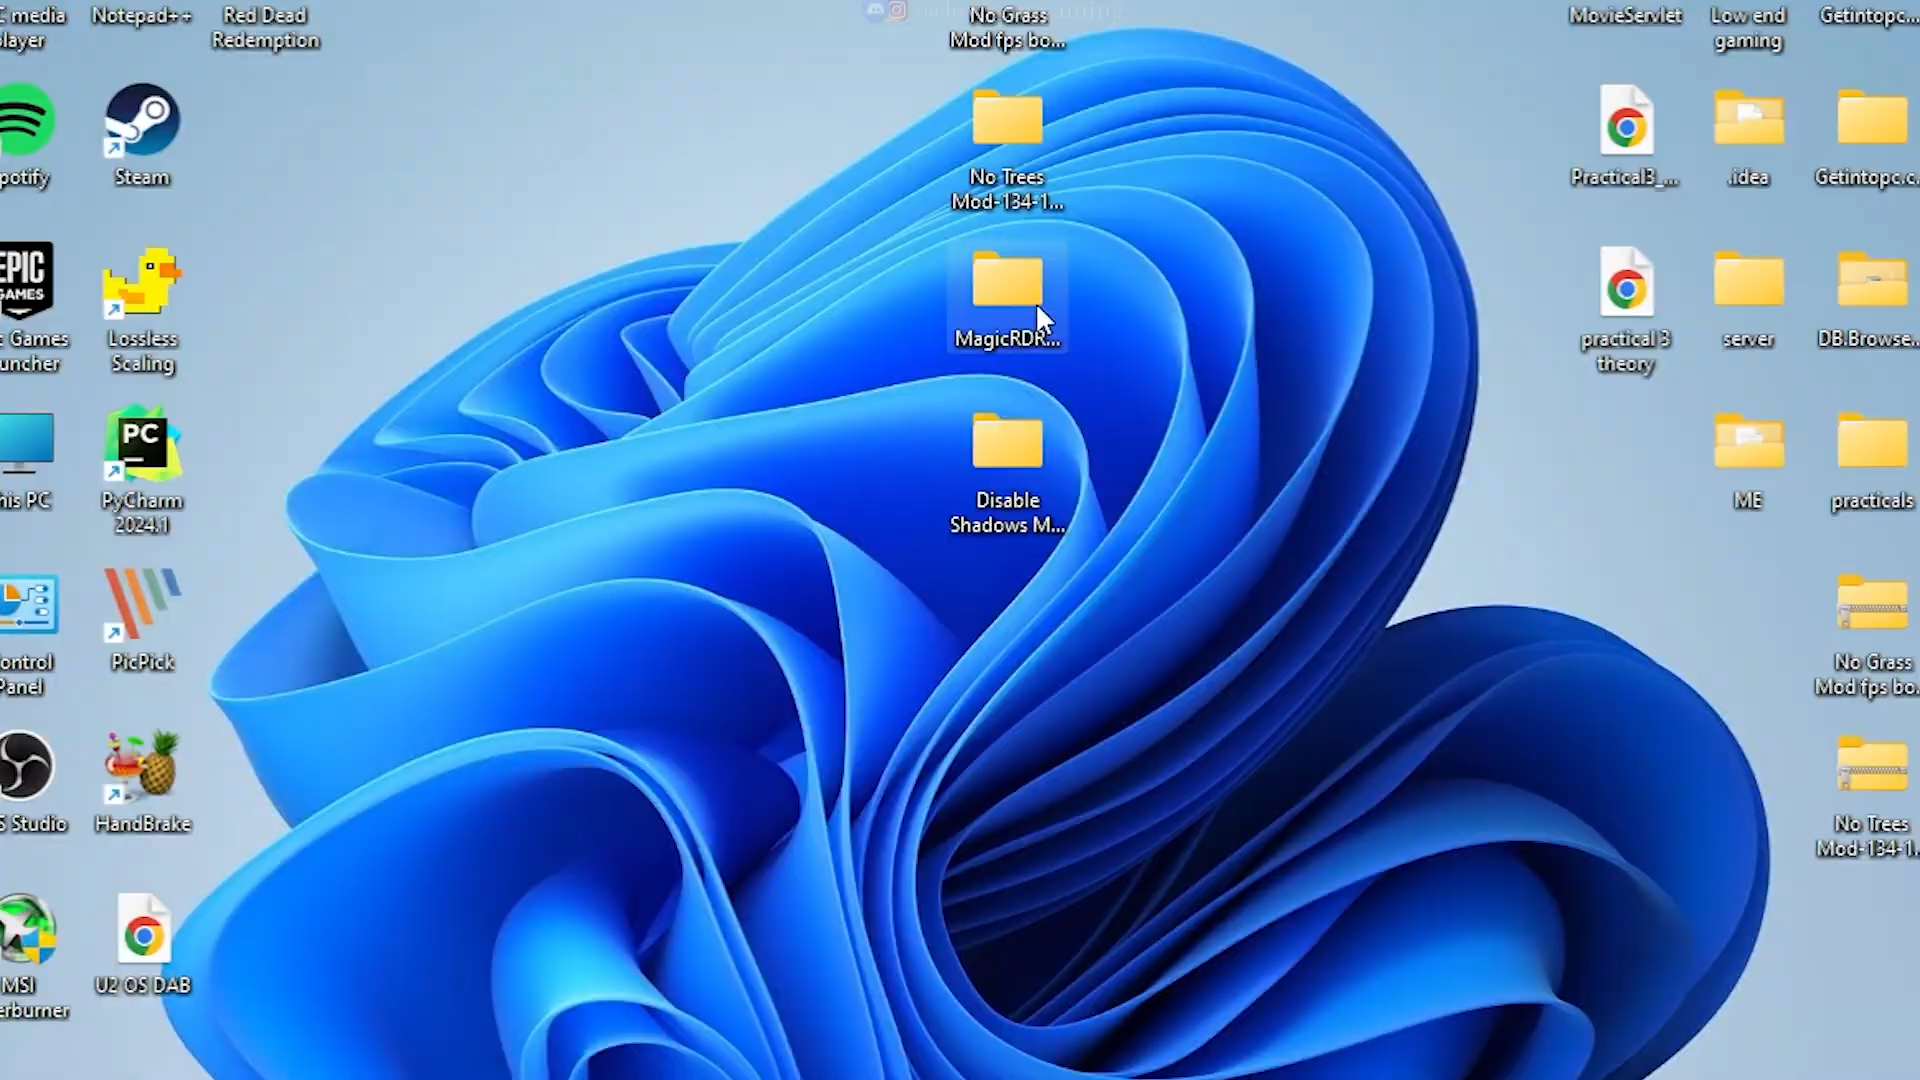 C media
layer
Notepad++
Red Dead
Redemption
No Grass
Mod fps bo...
MovieServlet
Low end
gaming
Getintopc...
potify
Steam
No Trees
Mod-134-1...
Practical3_...
.idea
Getintopc.c
EPIC
GAMES
c Games
uncher
Lossless
Scaling
MagicRDR...
practical 3
theory
server
DB.Browse...
his PC
PC
PyCharm
2024.1
Disable
Shadows M...
ME
practicals
ontrol
Panel
PicPick
No Grass
Mod fps bo.
S Studio
HandBrake
No Trees
Mod-134-1.
MSI
erburner
U2 OS DAB